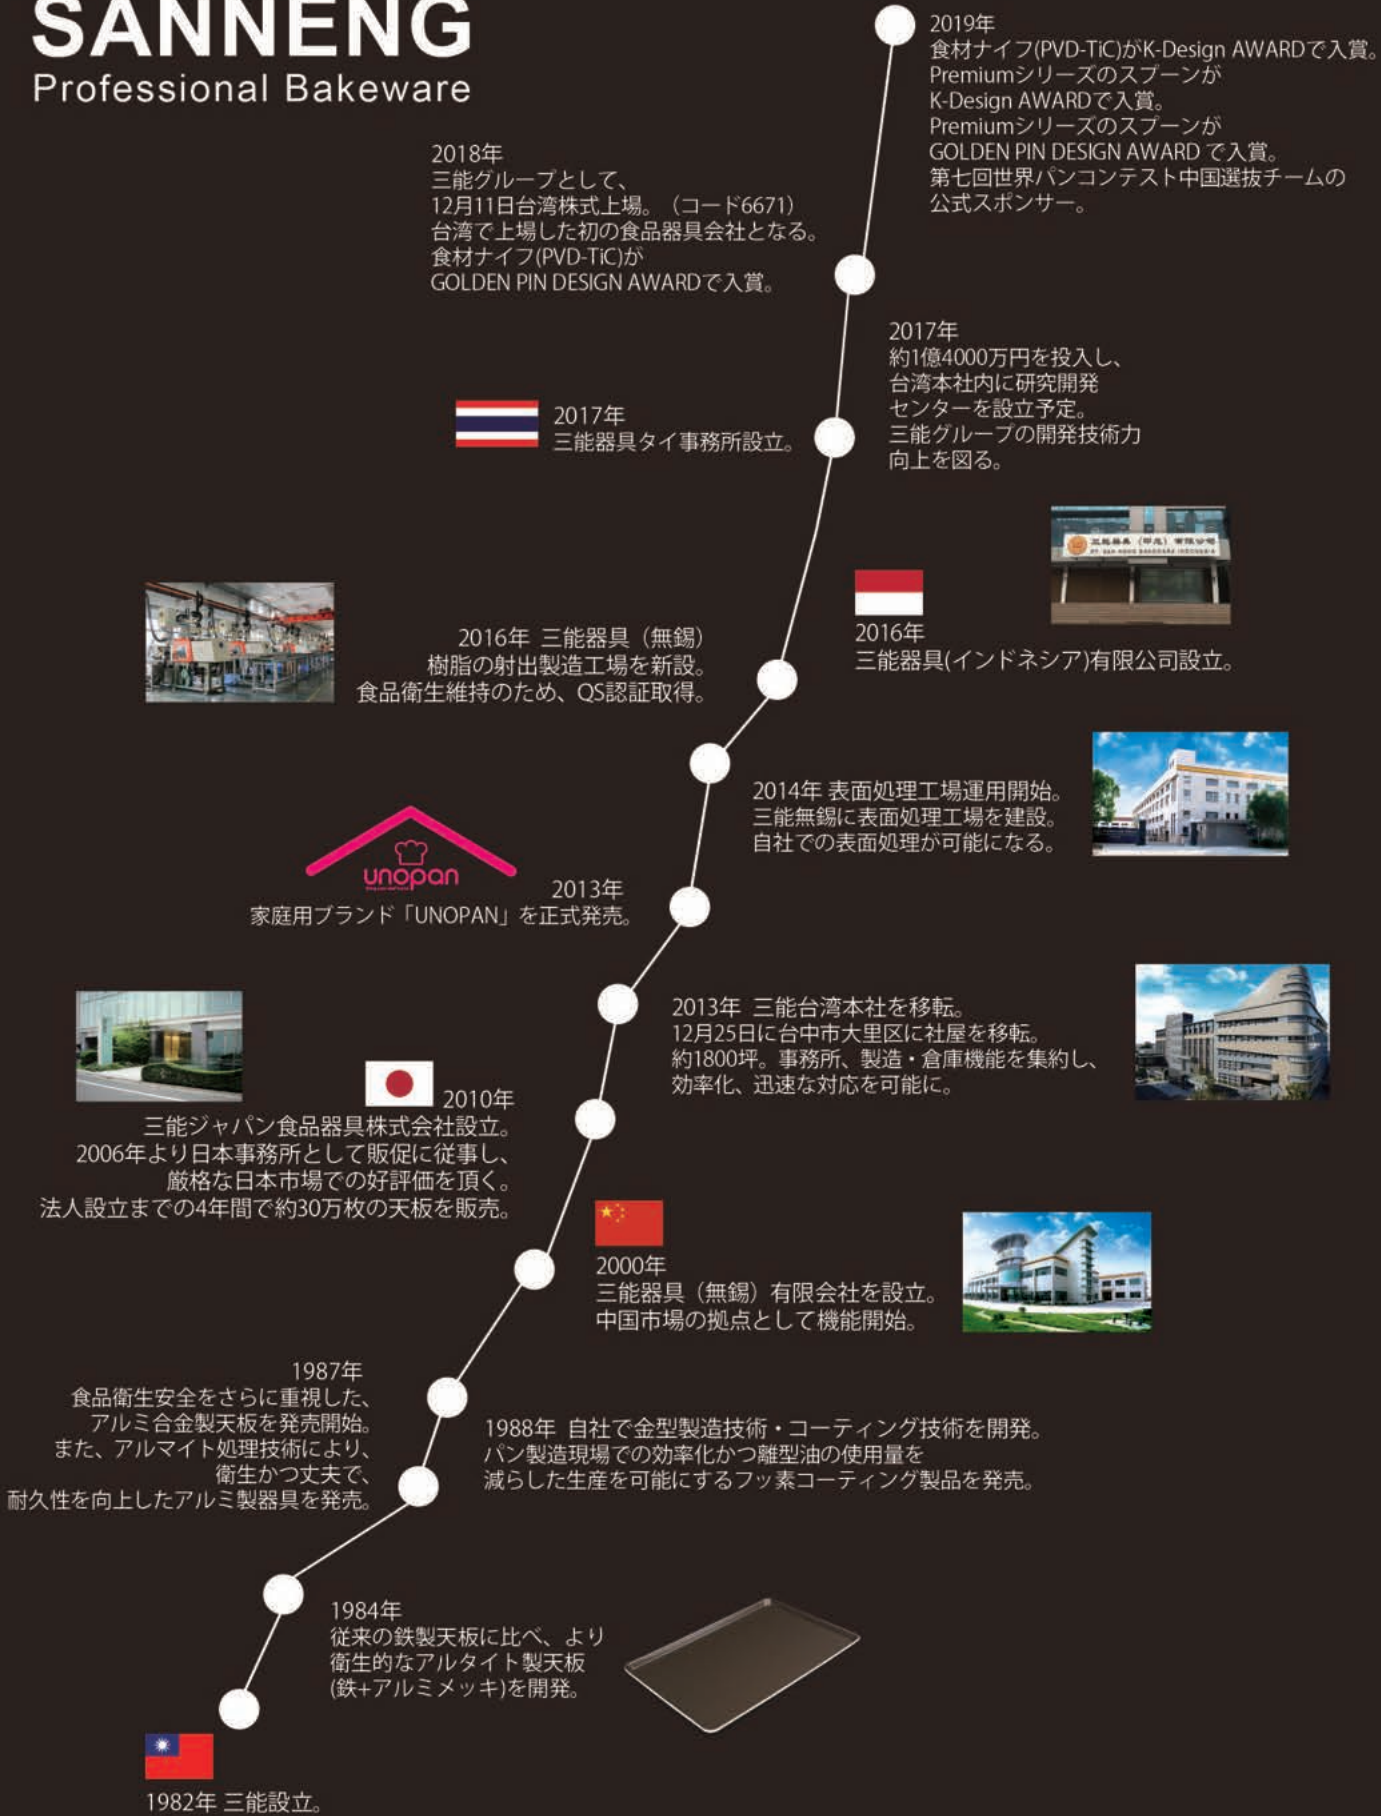 SANNENG
Professional Bakeware
2019年
食材ナイフ(PVD-TiC)がK-Design AWARDで入賞。
Premiumシリーズのスプーンが
K-Design AWARDで入賞。
Premiumシリーズのスプーンが
GOLDEN PIN DESIGN AWARD で入賞。
第七回世界パンコンテスト中国選抜チームの
公式スポンサー。
2018年
三能グループとして、
12月11日台湾株式上場。（コード6671）
台湾で上場した初の食品器具会社となる。
食材ナイフ(PVD-TiC)が
GOLDEN PIN DESIGN AWARDで入賞。
2017年
約1億4000万円を投入し、
台湾本社内に研究開発
センターを設立予定。
三能グループの開発技術力
向上を図る。
2017年
三能器具タイ事務所設立。
三能器具（印尼）有限公司
PT. SAN NENG BAKEWARE INDONESIA
2016年
三能器具(インドネシア)有限公司設立。
2016年 三能器具（無錫）
樹脂の射出製造工場を新設。
食品衛生維持のため、QS認証取得。
2014年 表面処理工場運用開始。
三能無錫に表面処理工場を建設。
自社での表面処理が可能になる。
unopan
2013年
家庭用ブランド「UNOPAN」を正式発売。
2013年 三能台湾本社を移転。
12月25日に台中市大里区に社屋を移転。
約1800坪。事務所、製造・倉庫機能を集約し、
効率化、迅速な対応を可能に。
2010年
三能ジャパン食品器具株式会社設立。
2006年より日本事務所として販促に従事し、
厳格な日本市場での好評価を頂く。
法人設立までの4年間で約30万枚の天板を販売。
2000年
三能器具（無錫）有限会社を設立。
中国市場の拠点として機能開始。
1987年
食品衛生安全をさらに重視した、
アルミ合金製天板を発売開始。
また、アルマイト処理技術により、
衛生かつ丈夫で、
耐久性を向上したアルミ製器具を発売。
1988年 自社で金型製造技術・コーティング技術を開発。
パン製造現場での効率化かつ離型油の使用量を
減らした生産を可能にするフッ素コーティング製品を発売。
1984年
従来の鉄製天板に比べ、より
衛生的なアルタイト製天板
(鉄+アルミメッキ)を開発。
1982年 三能設立。